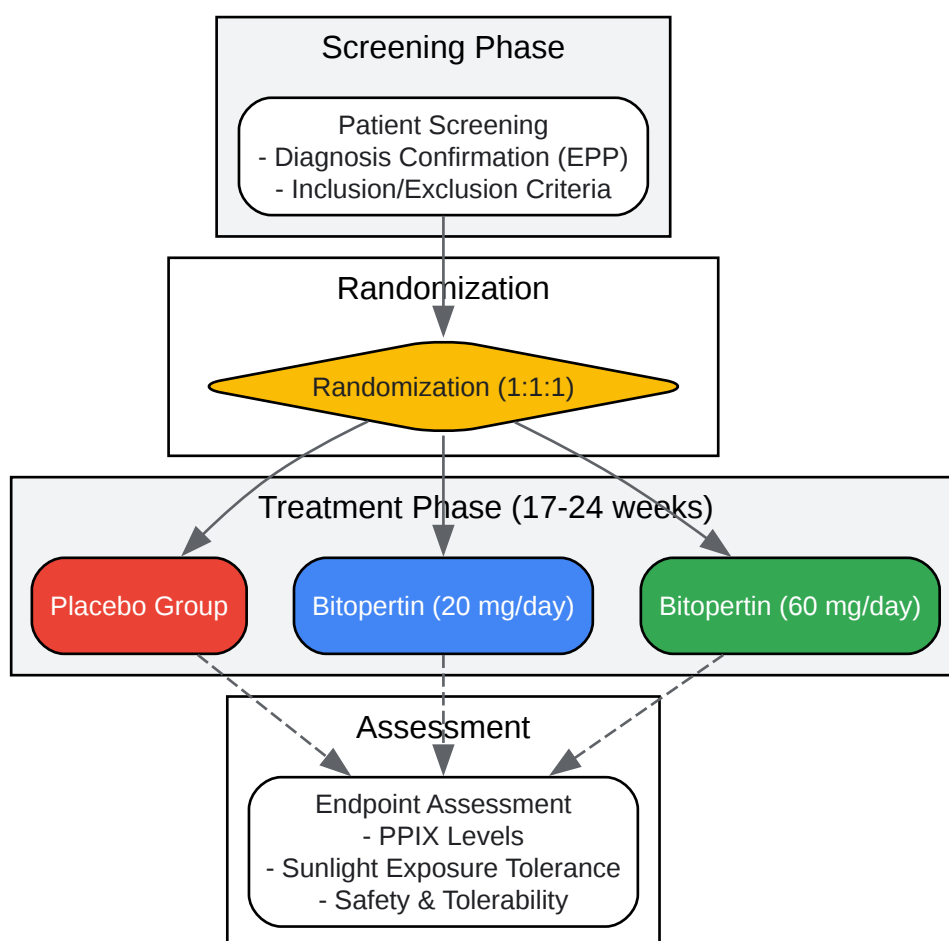 Screening Phase
Patient Screening
- Diagnosis Confirmation (EPP)
- Inclusion/Exclusion Criteria
Randomization
Randomization (1:1:1)
Treatment Phase (17-24 weeks)
Placebo Group
Bitopertin (20 mg/day)
Bitopertin (60 mg/day)
Assessment
Endpoint Assessment
- PPIX Levels
- Sunlight Exposure Tolerance
- Safety & Tolerability